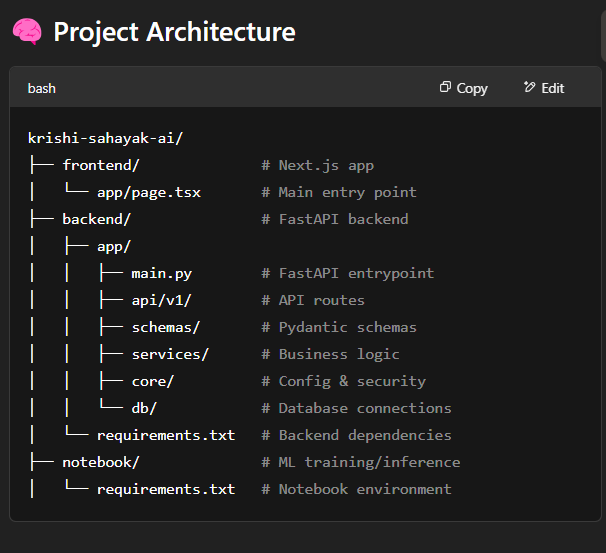 🧠 Project Architecture
bash Copy Edit
krishi-sahayak-ai/
├── frontend/              # Next.js app
│   └── app/page.tsx       # Main entry point
├── backend/               # FastAPI backend
│   ├── app/
│   │   ├── main.py        # FastAPI entrypoint
│   │   ├── api/v1/        # API routes
│   │   ├── schemas/       # Pydantic schemas
│   │   ├── services/      # Business logic
│   │   ├── core/          # Config & security
│   │   └── db/            # Database connections
│   └── requirements.txt   # Backend dependencies
├── notebook/              # ML training/inference
│   └── requirements.txt   # Notebook environment